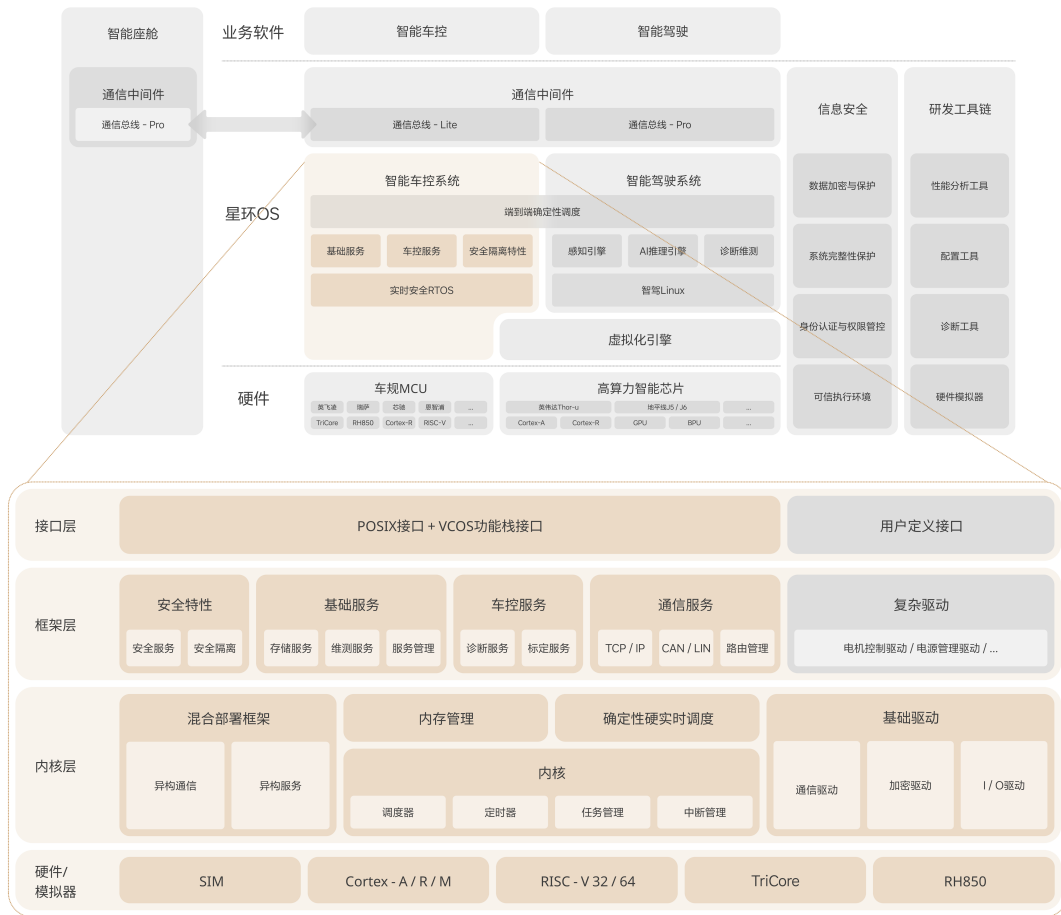 智能座舱
业务软件
智能车控
智能驾驶
通信中间件
通信总线 - Pro
通信中间件
通信总线 - Lite
通信总线 - Pro
信息安全
数据加密与保护
系统完整性保护
身份认证与权限管控
可信执行环境
研发工具链
性能分析工具
配置工具
诊断工具
硬件模拟器
星环OS
智能车控系统
智能驾驶系统
端到端确定性调度
基础服务
车控服务
安全隔离特性
感知引擎
AI推理引擎
诊断维测
实时安全RTOS
智驾Linux
虚拟化引擎
硬件
车规MCU
英飞凌
瑞萨
芯驰
恩智浦
...
TriCore
RH850
Cortex-R
RISC-V
...
高算力智能芯片
英伟达Thor-u
地平线J5 / J6
...
Cortex-A
Cortex-R
GPU
BPU
...
接口层
POSIX接口 + VCOS功能栈接口
用户定义接口
框架层
安全特性
安全服务
安全隔离
基础服务
存储服务
维测服务
服务管理
车控服务
诊断服务
标定服务
通信服务
TCP / IP
CAN / LIN
路由管理
复杂驱动
电机控制驱动 / 电源管理驱动 / ...
内核层
混合部署框架
异构通信
异构服务
内存管理
确定性硬实时调度
内核
调度器
定时器
任务管理
中断管理
基础驱动
通信驱动
加密驱动
I / O驱动
硬件/
模拟器
SIM
Cortex - A / R / M
RISC - V 32 / 64
TriCore
RH850